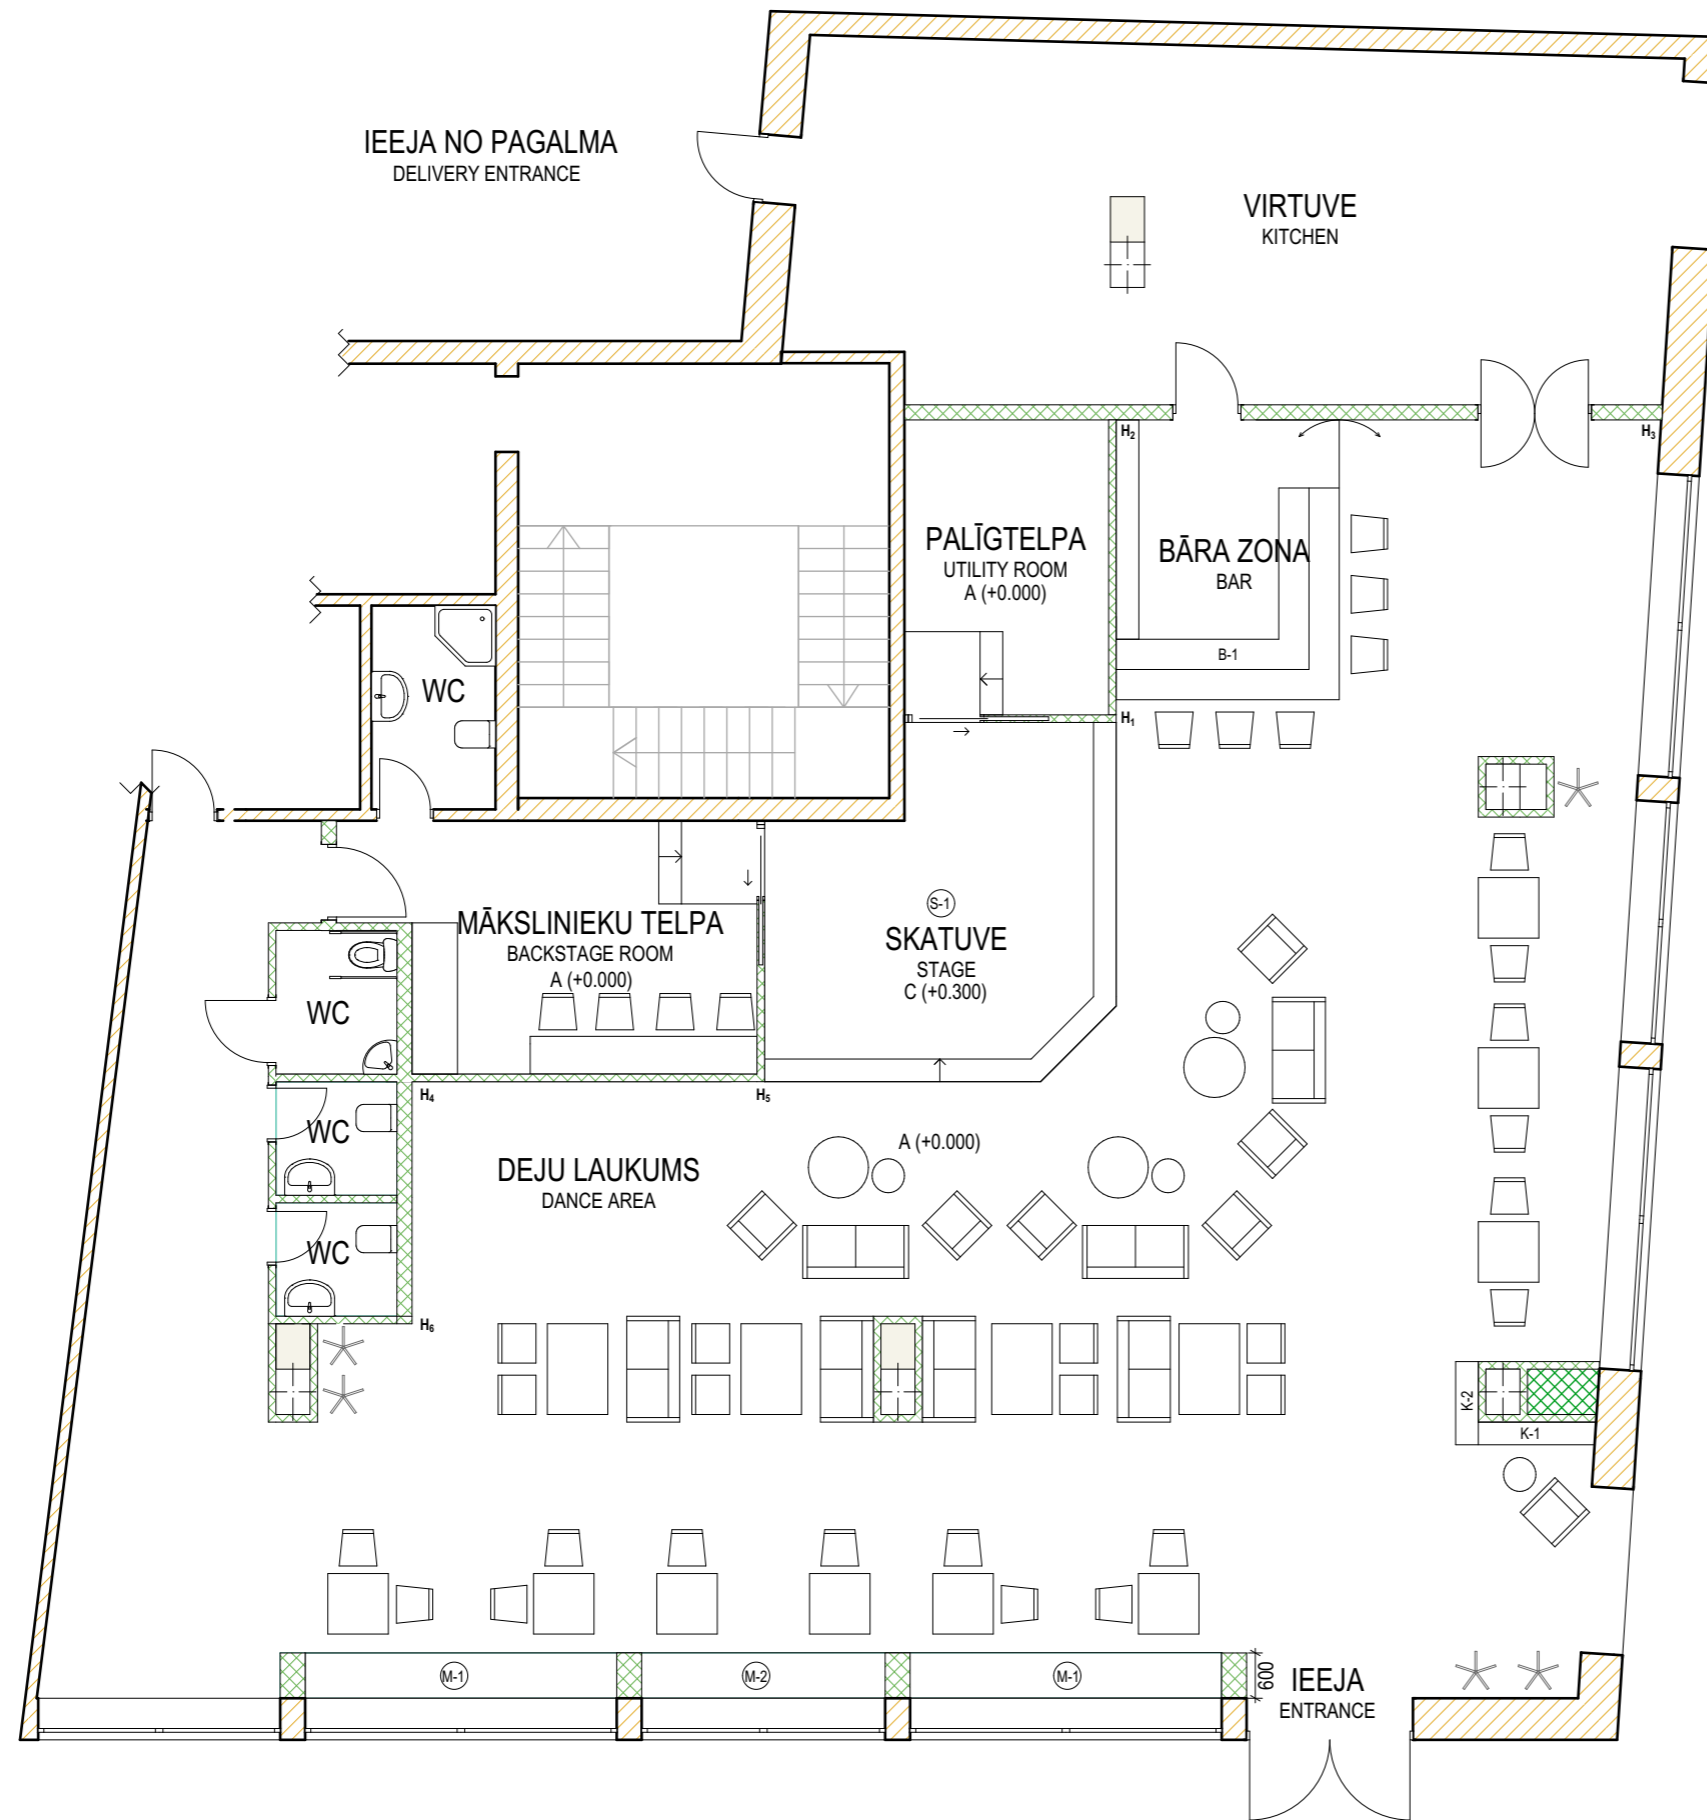 IEEJA NO PAGALMA
DELIVERY ENTRANCE
VIRTUVE
KITCHEN
H2
H3
PALĪGTELPA
UTILITY ROOM
A (+0.000)
BĀRA ZONA
BAR
B-1
WC
H1
S-1
SKATUVE
STAGE
C (+0.300)
MĀKSLINIEKU TELPA
BACKSTAGE ROOM
A (+0.000)
WC
H4
H5
WC
A (+0.000)
DEJU LAUKUMS
DANCE AREA
WC
H6
K-2
K-1
M-1
M-2
M-1
600
IEEJA
ENTRANCE